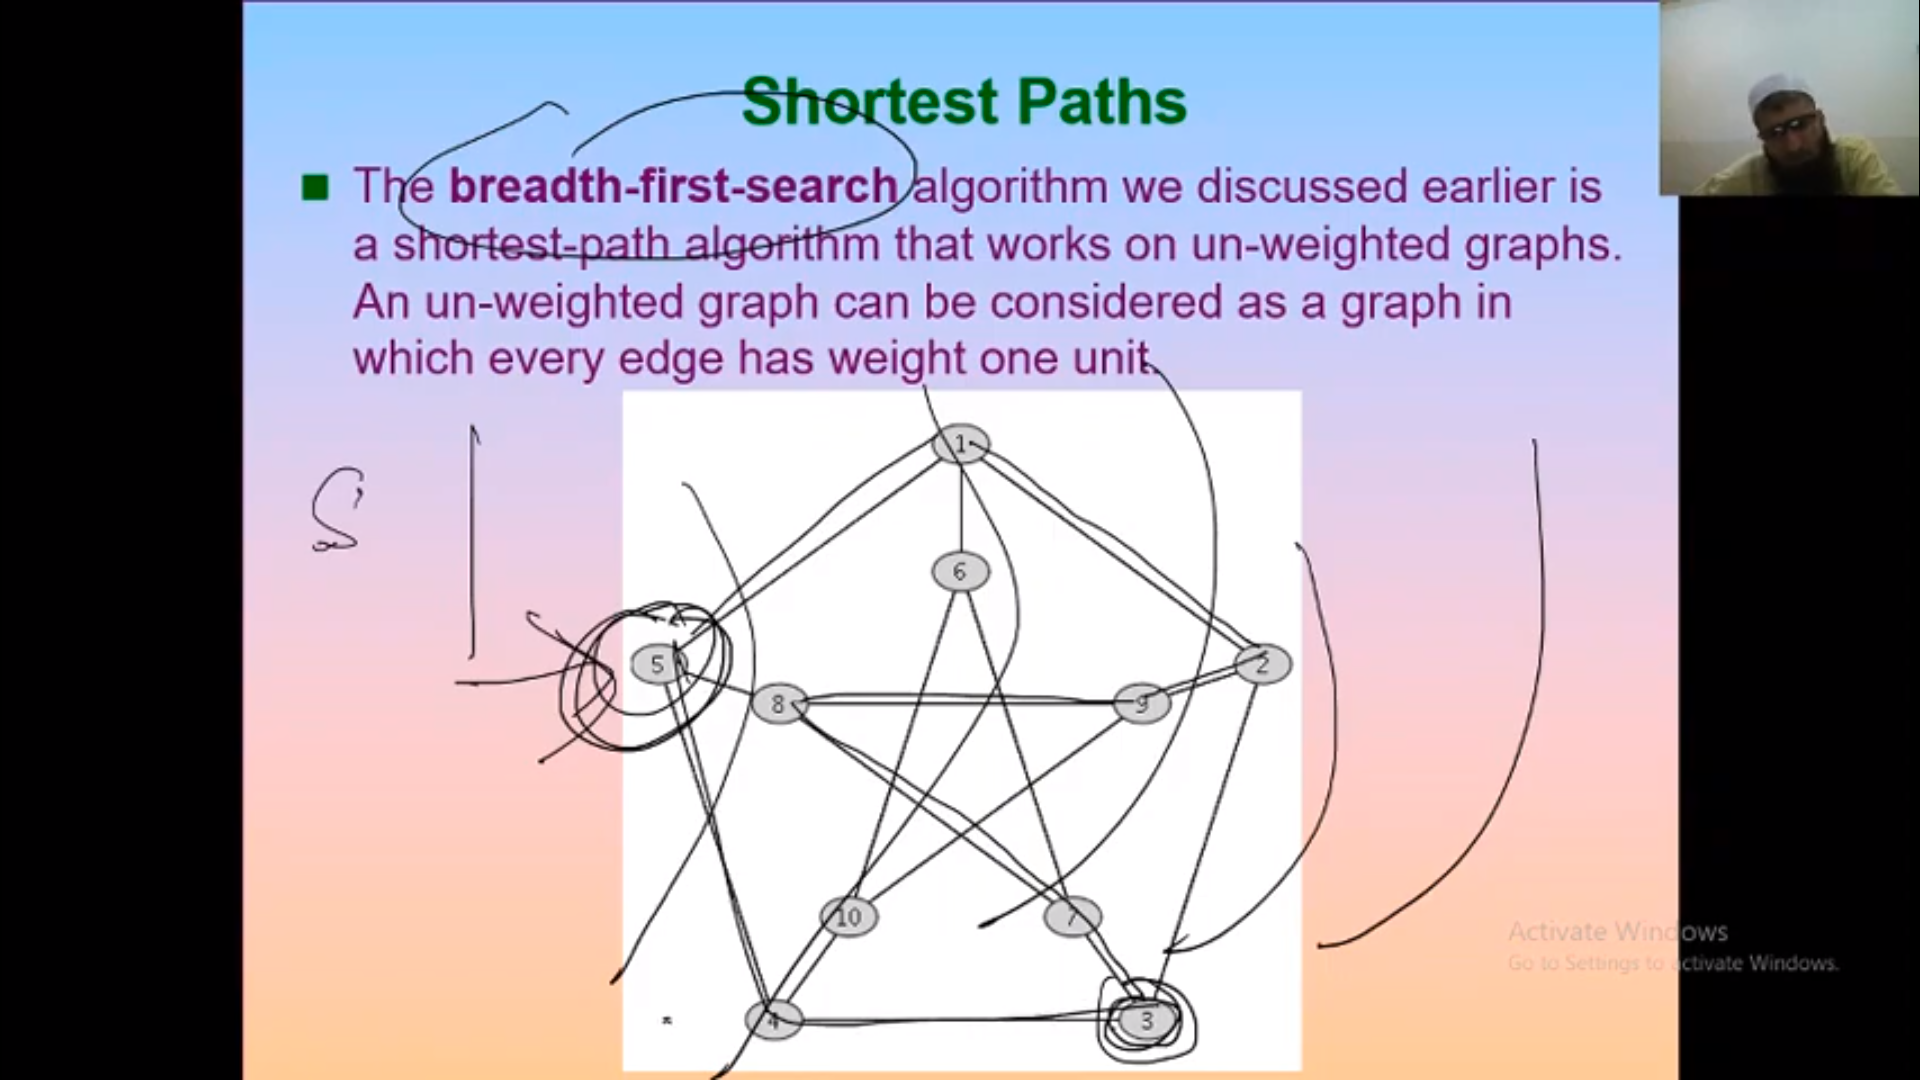 Shortest Paths
The breadth-first-search algorithm we discussed earlier is
a shortest-path algorithm that works on un-weighted graphs.
An un-weighted graph can be considered as a graph in
which every edge has weight one unit.
S
1
6
5
2
8
9
10
7
4
3
Activate Windows
Go to Settings to activate Windows.